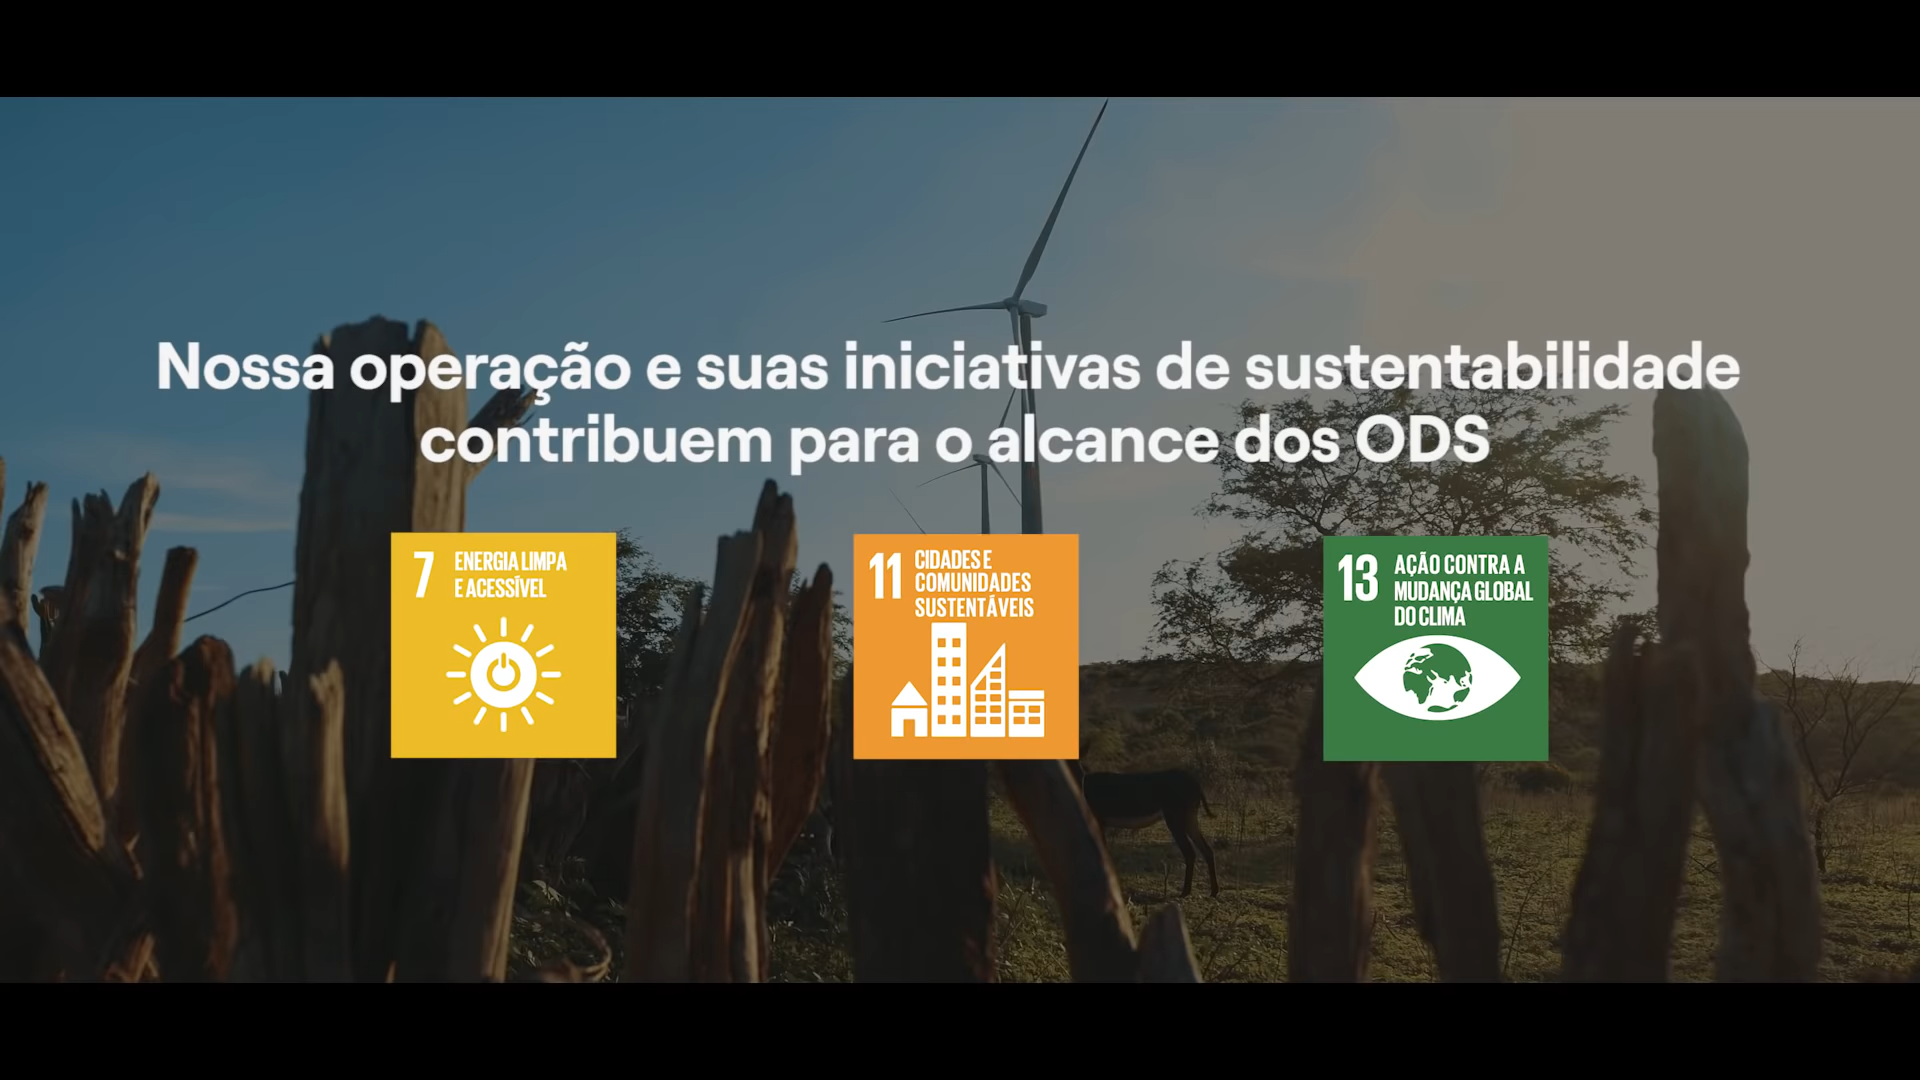 Nossa operação e suas iniciativas de sustentabilidade
contribuem para o alcance dos ODS
7 ENERGIA LIMPA
E ACESSÍVEL
11 CIDADES E
COMUNIDADES
SUSTENTÁVEIS
13 AÇÃO CONTRA A
MUDANÇA GLOBAL
DO CLIMA